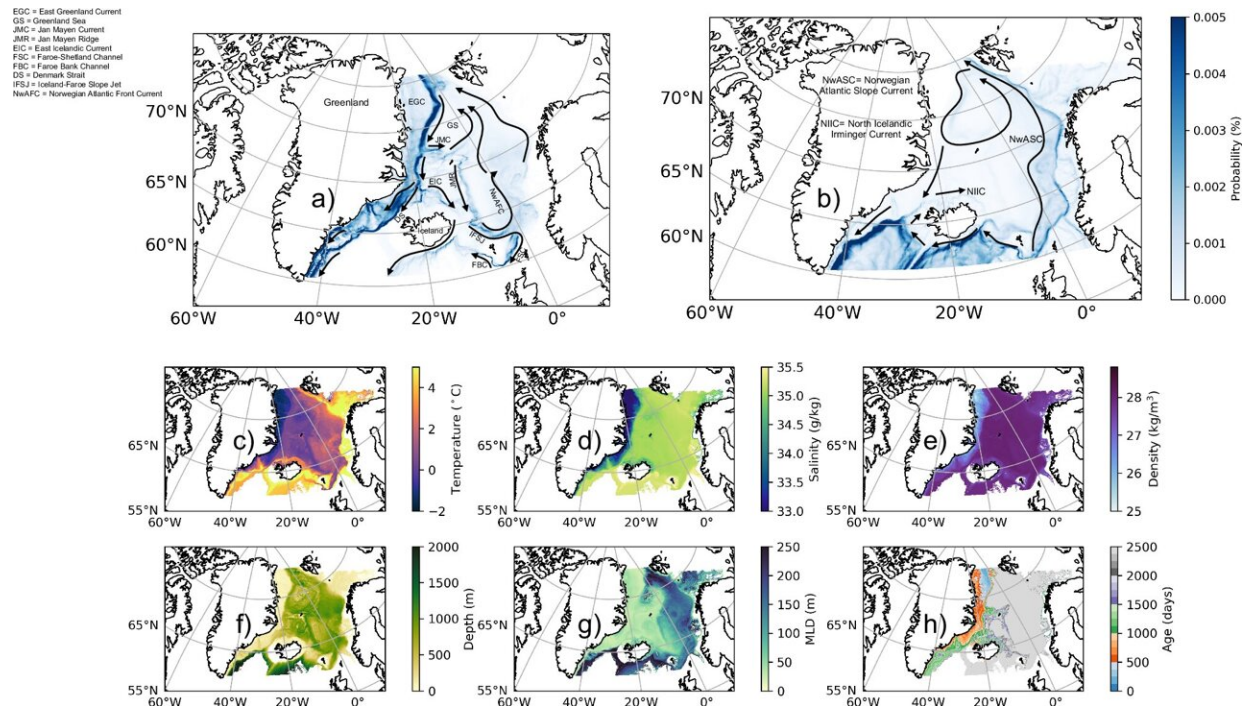 EGC = East Greenland Current
GS = Greenland Sea
JMC = Jan Mayen Current
JMR = Jan Mayen Ridge
EIC = East Icelandic Current
FSC = Faroe-Shetland Channel
FBC = Faroe Bank Channel
DS = Denmark Strait
IFSJ = Iceland-Faroe Slope Jet
NwAFC = Norwegian Atlantic Front Current
Greenland
EGC
GS
JMC
EIC
JMR
NwAFC
DS
Iceland
IFSJ
FBC
FSC
a)
70°N
65°N
60°N
60°W
40°W
20°W
0°
NwASC = Norwegian
Atlantic Slope Current
NIIC= North Icelandic
Irminger Current
NwASC
NIIC
b)
70°N
65°N
60°N
60°W
40°W
20°W
0°
0.005
0.004
0.003
0.002
0.001
0.000
Probability (%)
c)
65°N
55°N
60°W
40°W
20°W
0°
4
2
0
−2
Temperature (°C)
d)
65°N
55°N
60°W
40°W
20°W
0°
35.5
35.0
34.5
34.0
33.5
33.0
Salinity (g/kg)
e)
65°N
55°N
60°W
40°W
20°W
0°
28
27
26
25
Density (kg/m³)
f)
65°N
55°N
60°W
40°W
20°W
0°
2000
1500
1000
500
0
Depth (m)
g)
65°N
55°N
60°W
40°W
20°W
0°
250
200
150
100
50
0
MLD (m)
h)
65°N
55°N
60°W
40°W
20°W
0°
2500
2000
1500
1000
500
0
Age (days)